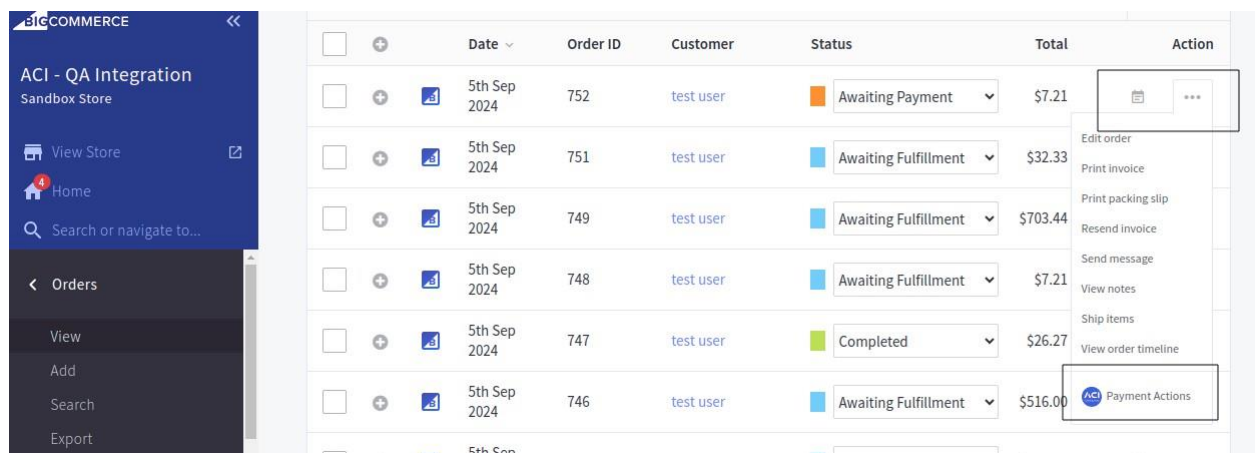 BIGCOMMERCE
ACI - QA Integration
Sandbox Store
View Store
4
Home
Search or navigate to...
Orders
View
Add
Search
Export
Date Order ID Customer Status Total Action
5th Sep 2024 752 test user Awaiting Payment $7.21
5th Sep 2024 751 test user Awaiting Fulfillment $32.33
5th Sep 2024 749 test user Awaiting Fulfillment $703.44
5th Sep 2024 748 test user Awaiting Fulfillment $7.21
5th Sep 2024 747 test user Completed $26.27
5th Sep 2024 746 test user Awaiting Fulfillment $516.00
5th Sep
Edit order
Print invoice
Print packing slip
Resend invoice
Send message
View notes
Ship items
View order timeline
ACI Payment Actions